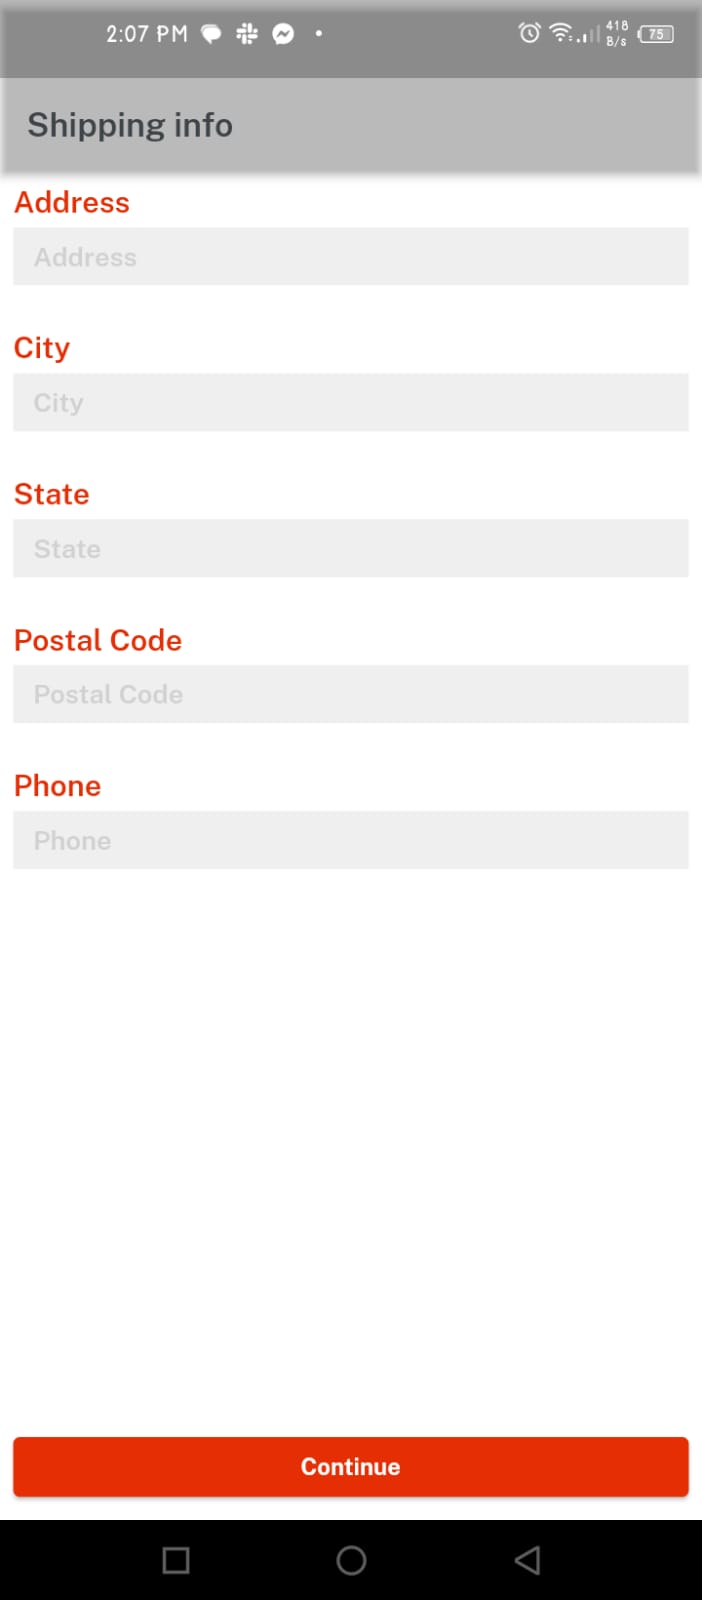 2:07 PM
418
B/s
75
Shipping info
Address
Address
City
City
State
State
Postal Code
Postal Code
Phone
Phone
Continue